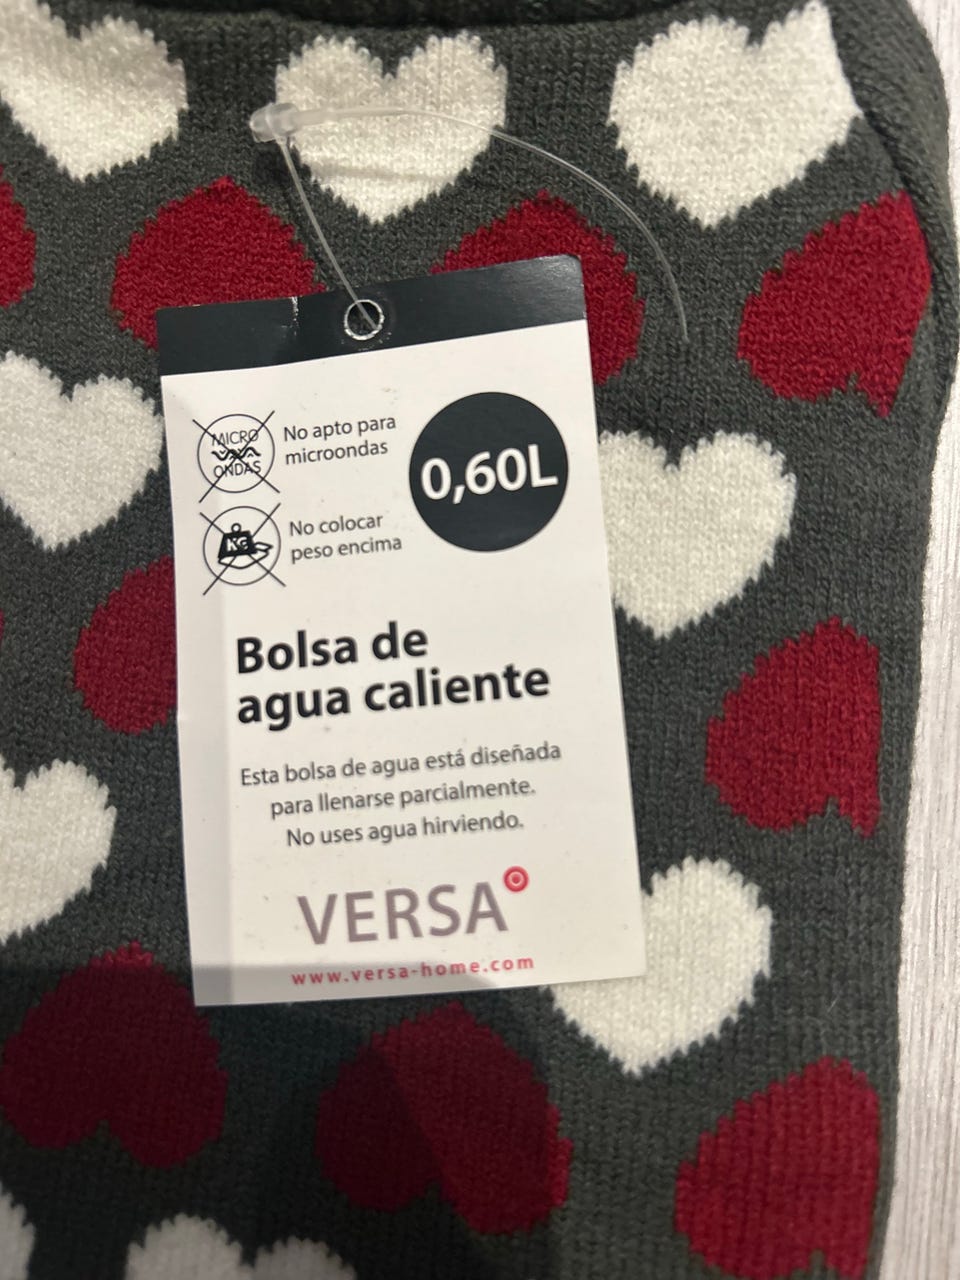 MICRO
ONDAS
No apto para
microondas
0,60L
KG
No colocar
peso encima
Bolsa de
agua caliente
Esta bolsa de agua está diseñada
para llenarse parcialmente.
No uses agua hirviendo.
VERSA
www.versa-home.com